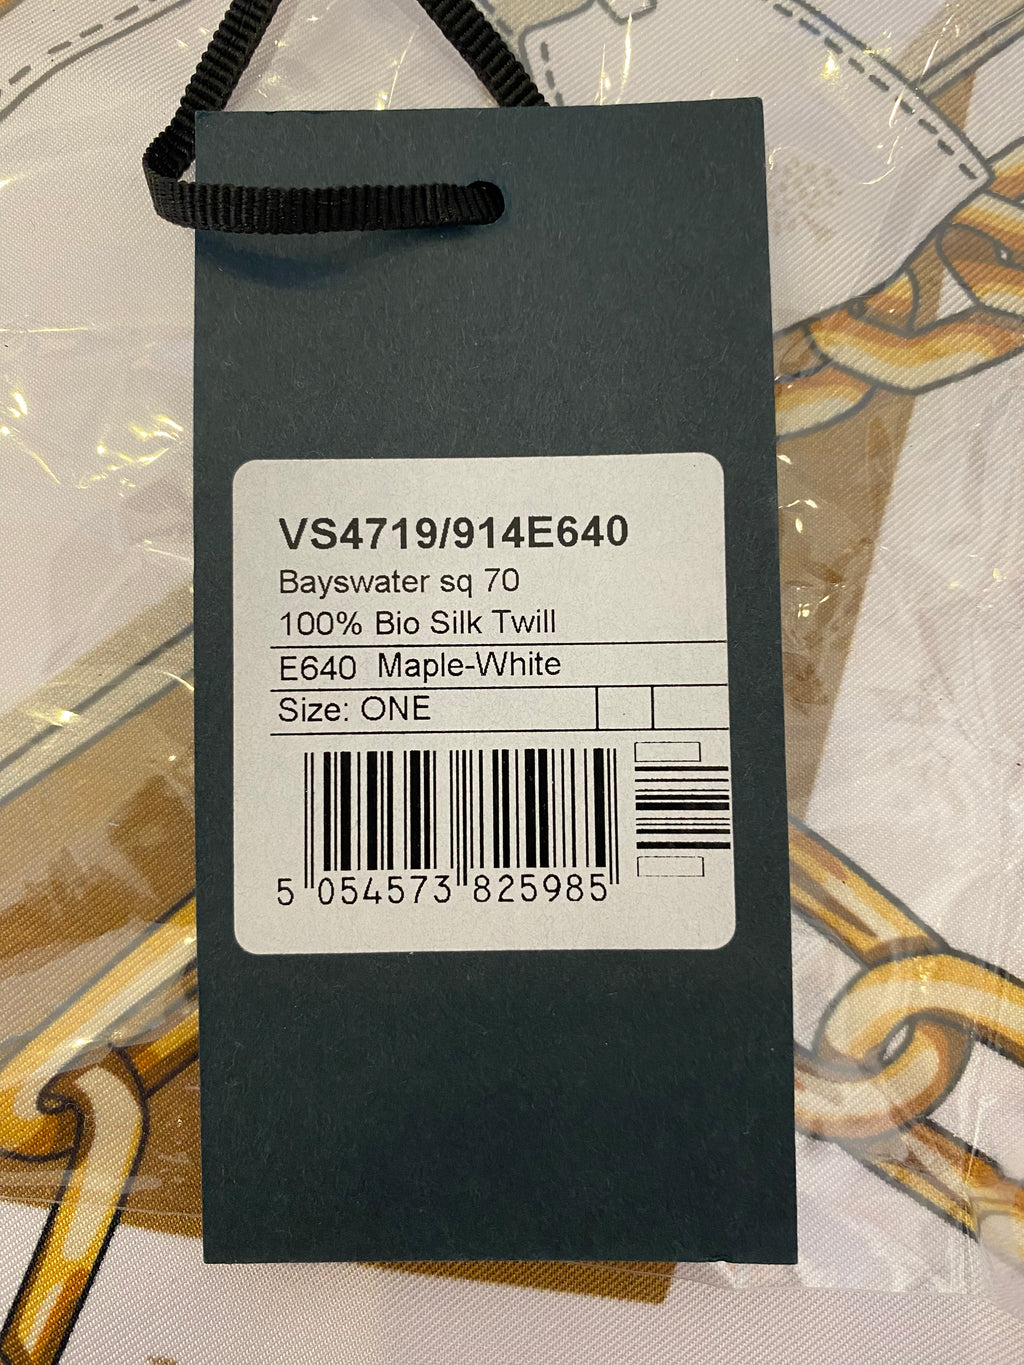 VS4719/914E640
Bayswater sq 70
100% Bio Silk Twill
E640 Maple-White
Size: ONE
5 054573 825985